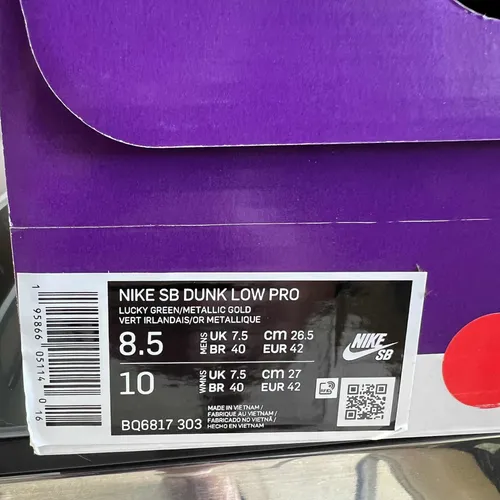 NIKE SB DUNK LOW PRO
LUCKY GREEN/METALLIC GOLD
VERT IRLANDAIS/OR METALLIQUE
8.5 MENS UK 7.5 cm 26.5
BR 40 EUR 42
10 WMNS UK 7.5 cm 27
BR 40 EUR 42
BQ6817 303
MADE IN VIETNAM /
FABRIQUÉ AU VIETNAM /
FABRICADO NO VIETNÃ /
HECHO EN VIETNAM
NIKE SB
1 95866 05114 0 16